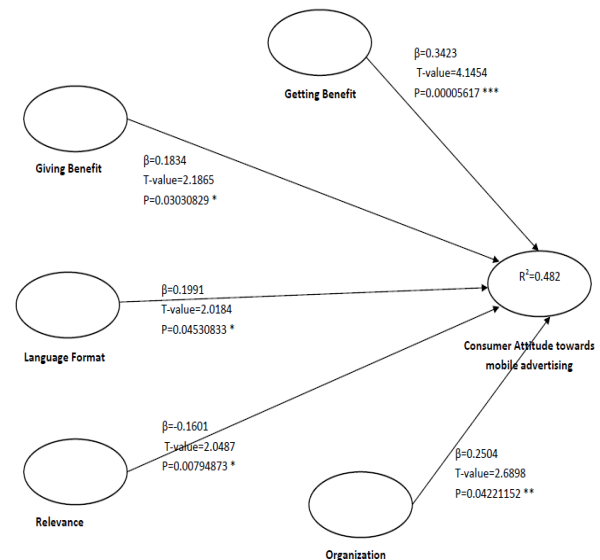 β=0.3423
T-value=4.1454
P=0.00005617 ***
Getting Benefit
β=0.1834
T-value=2.1865
P=0.03030829 *
Giving Benefit
R²=0.482
β=0.1991
T-value=2.0184
P=0.04530833 *
Language Format
Consumer Attitude towards
mobile advertising
β=-0.1601
T-value=2.0487
P=0.00794873 *
Relevance
β=0.2504
T-value=2.6898
P=0.04221152 **
Organization